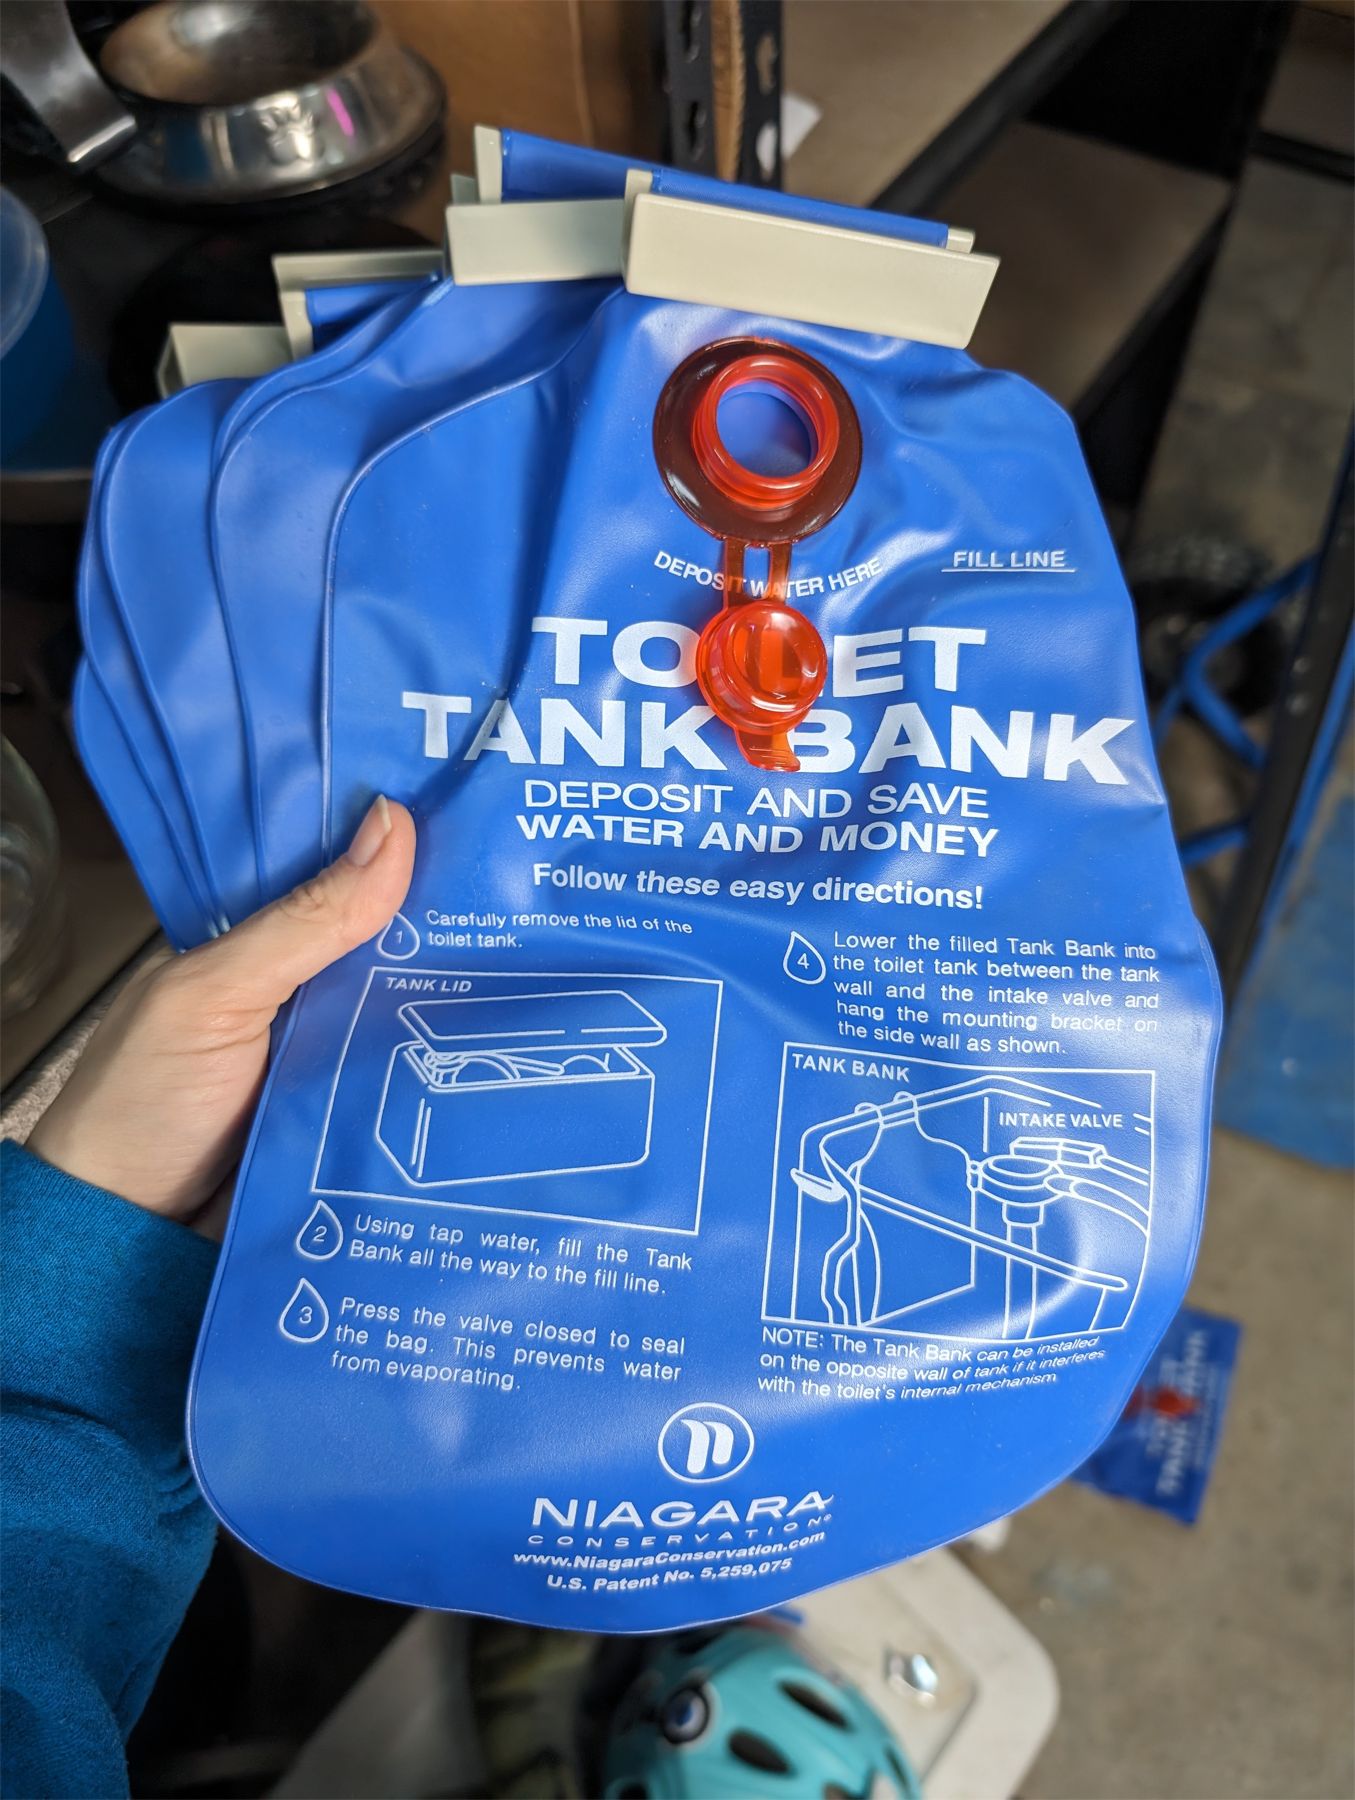 DEPOSIT WATER HERE
FILL LINE
TOILET
TANK BANK
DEPOSIT AND SAVE
WATER AND MONEY
Follow these easy directions!
1
Carefully remove the lid of the
toilet tank.
TANK LID
2
Using tap water, fill the Tank
Bank all the way to the fill line.
3
Press the valve closed to seal
the bag. This prevents water
from evaporating.
4
Lower the filled Tank Bank into
the toilet tank between the tank
wall and the intake valve and
hang the mounting bracket on
the side wall as shown.
TANK BANK
INTAKE VALVE
NOTE: The Tank Bank can be installed
on the opposite wall of tank if it interferes
with the toilet's internal mechanism
NIAGARA
CONSERVATION®
www.NiagaraConservation.com
U.S. Patent No. 5,259,075